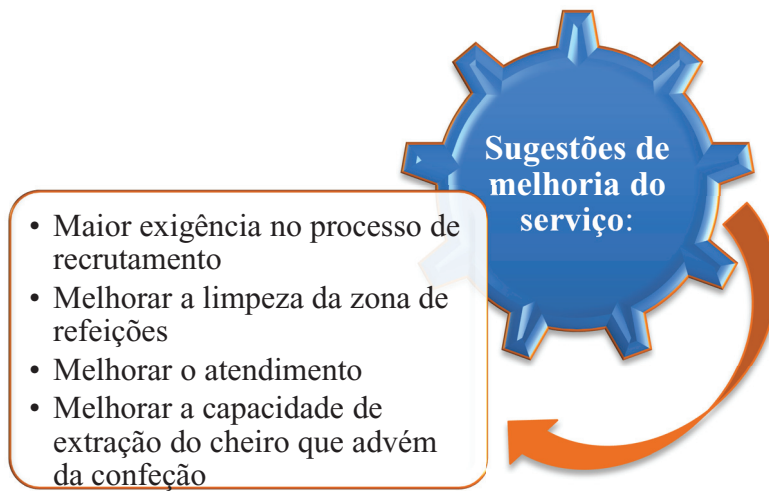 Sugestões de
melhoria do
serviço:
• Maior exigência no processo de
recrutamento
• Melhorar a limpeza da zona de
refeições
• Melhorar o atendimento
• Melhorar a capacidade de
extração do cheiro que advém
da confeção